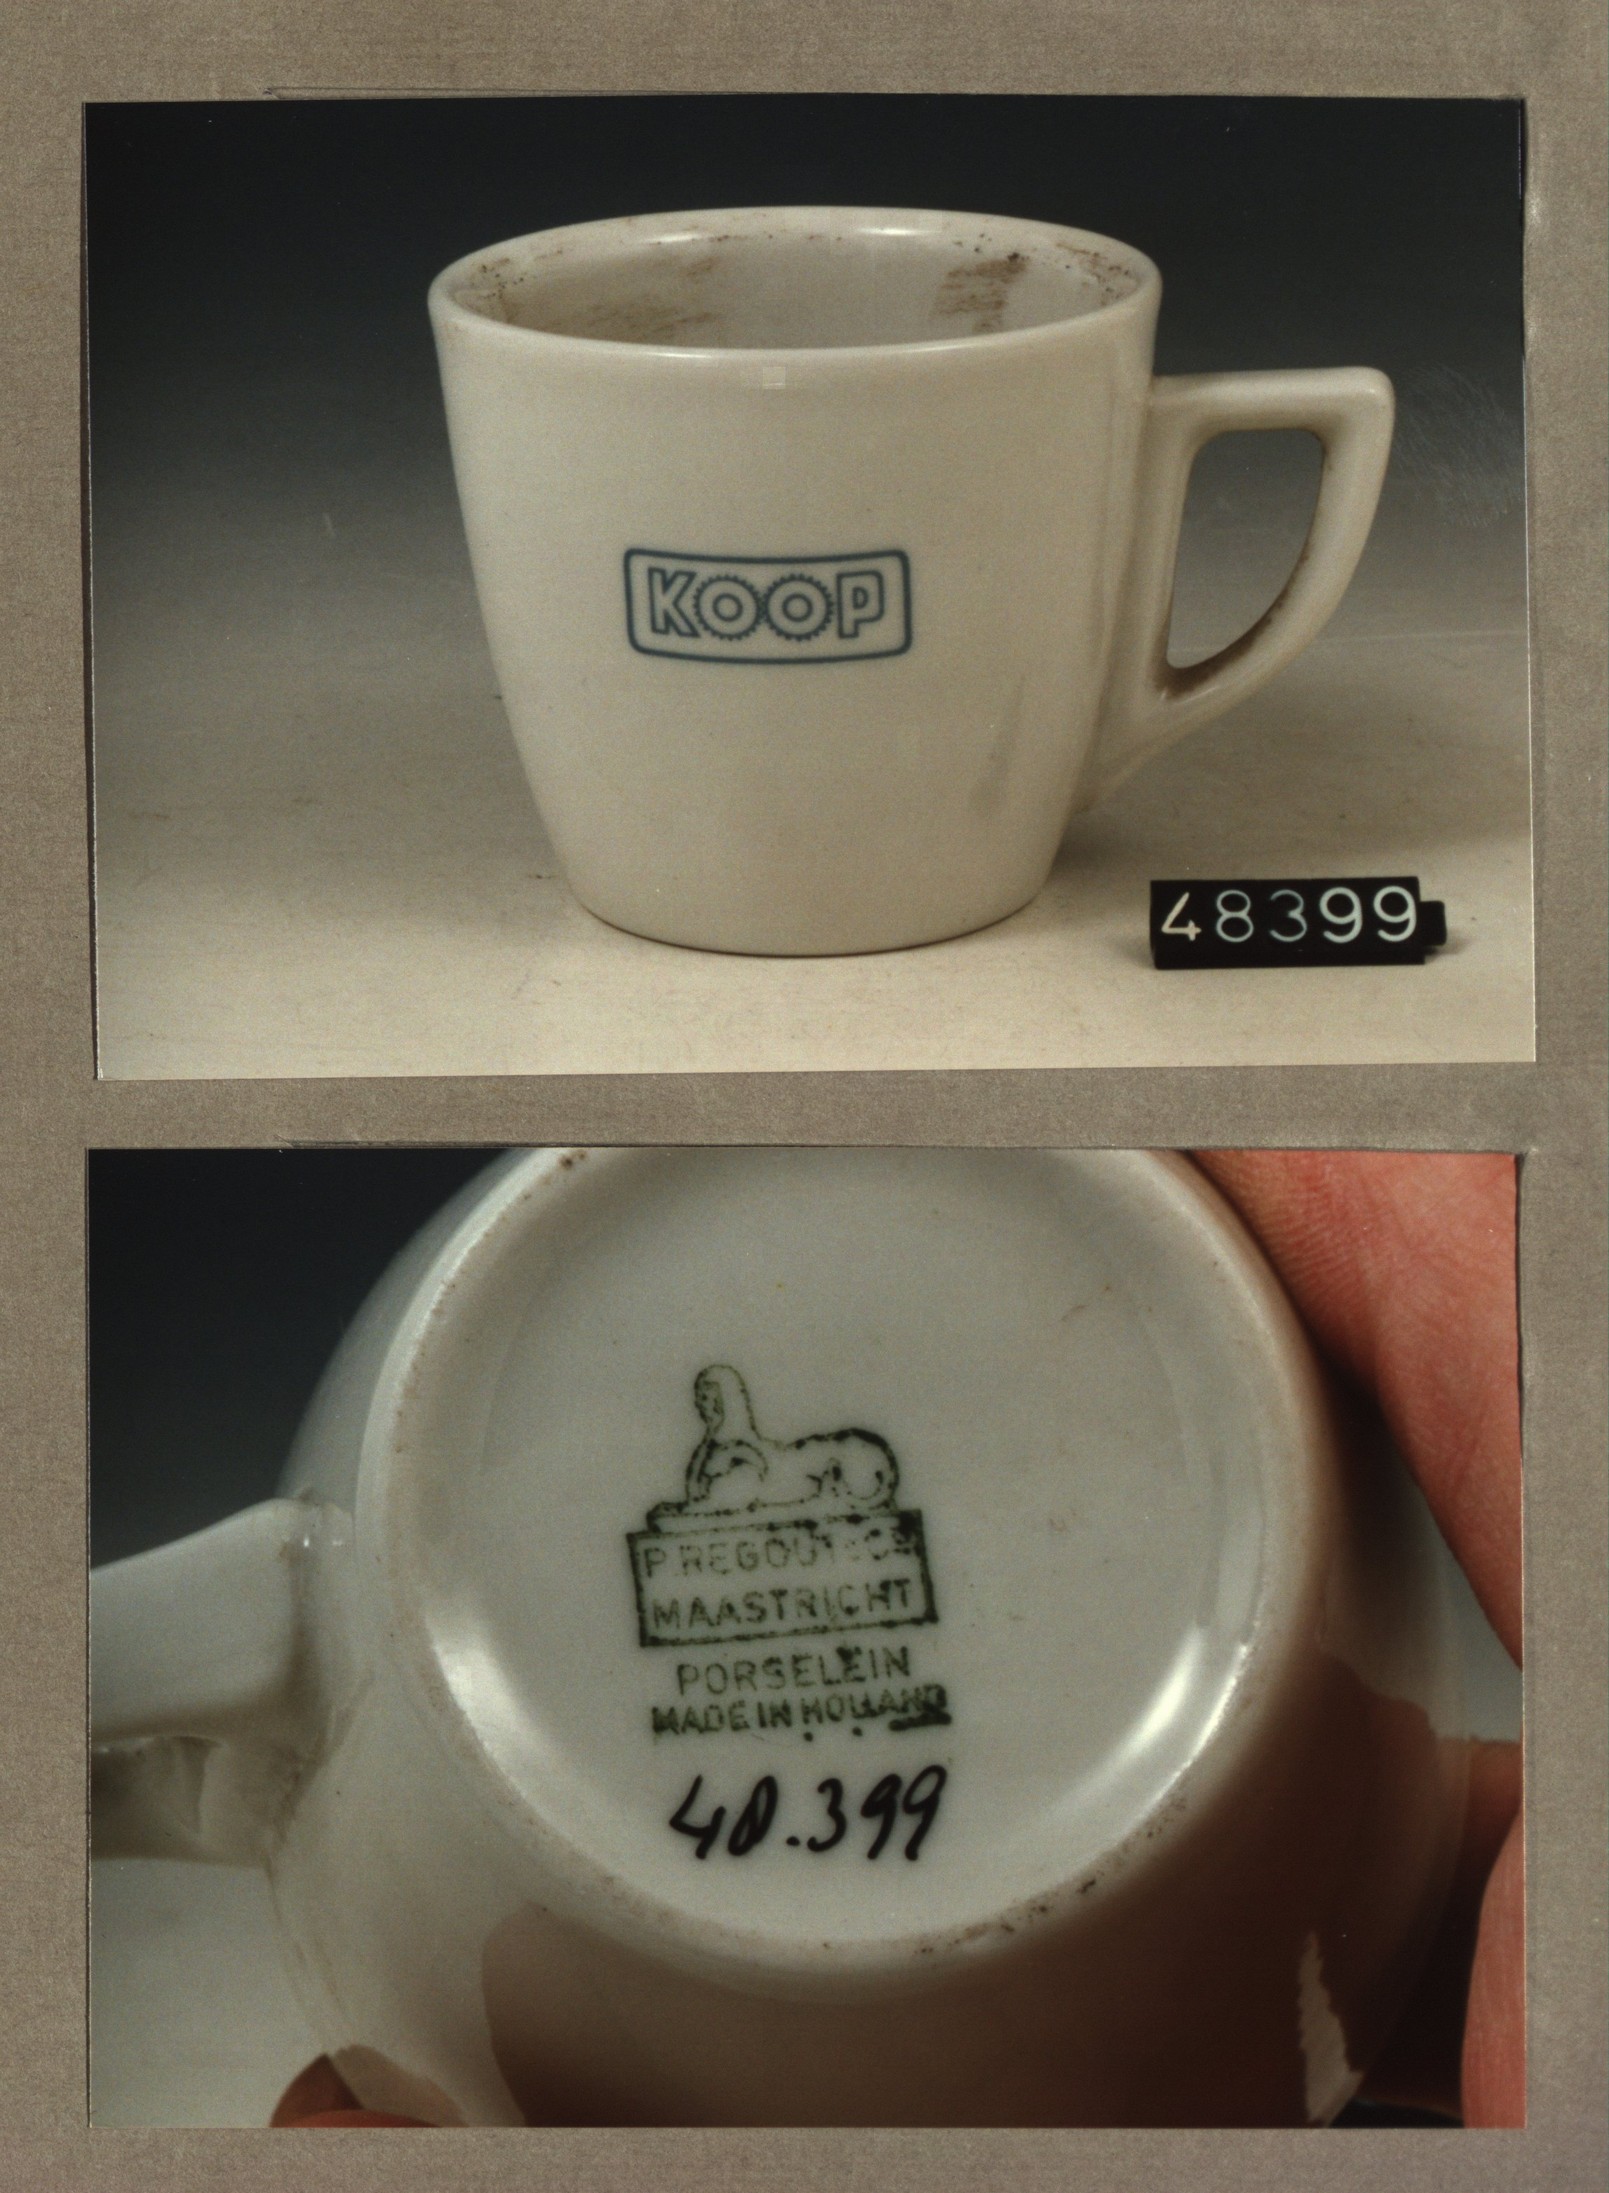 KOOP
48399
P. REGOUT & Co
MAASTRICHT
PORSELEIN
MADE IN HOLLAND
48.399